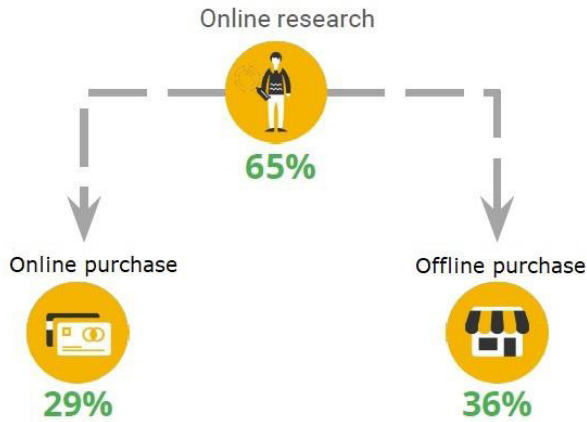 Online research
65%
Online purchase
Offline purchase
29%
36%